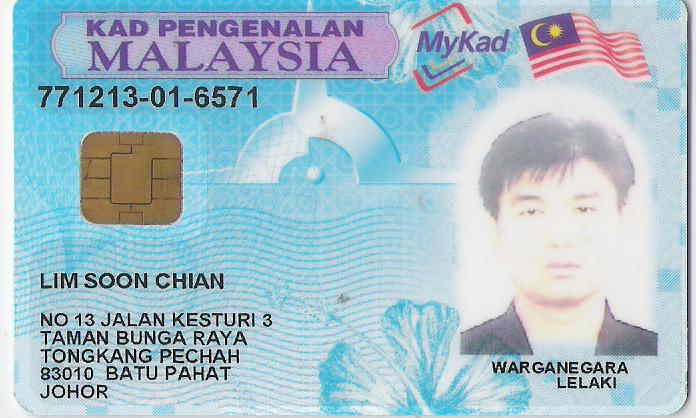 KAD PENGENALAN
MALAYSIA
MyKad
771213-01-6571
LIM SOON CHIAN
NO 13 JALAN KESTURI 3
TAMAN BUNGA RAYA
TONGKANG PECHAH
83010 BATU PAHAT
JOHOR
WARGANEGARA
LELAKI